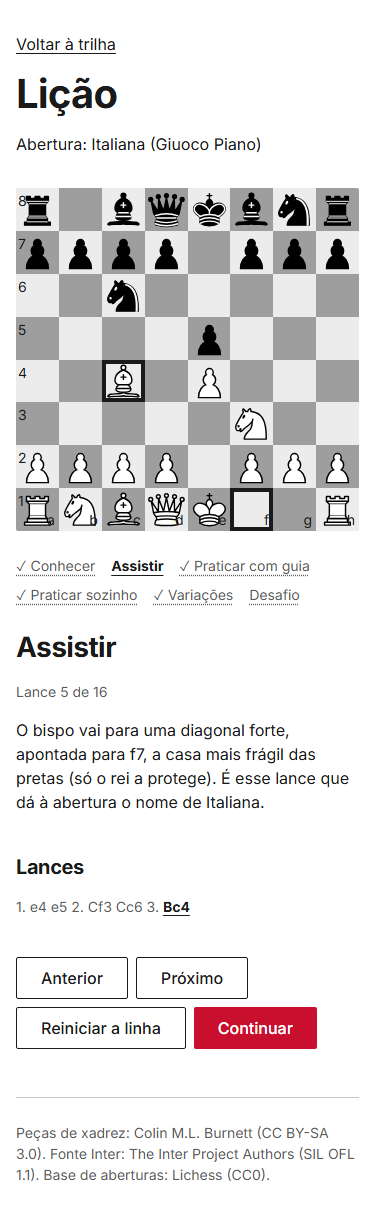 Voltar à trilha
Lição
Abertura: Italiana (Giuoco Piano)
8
7
6
5
4
3
2
1 a b c d e f g h
✓ Conhecer Assistir ✓ Praticar com guia
✓ Praticar sozinho ✓ Variações Desafio
Assistir
Lance 5 de 16
O bispo vai para uma diagonal forte,
apontada para f7, a casa mais frágil das
pretas (só o rei a protege). É esse lance que
dá à abertura o nome de Italiana.
Lances
1. e4 e5 2. Cf3 Cc6 3. Bc4
Anterior Próximo
Reiniciar a linha Continuar
Peças de xadrez: Colin M.L. Burnett (CC BY-SA
3.0). Fonte Inter: The Inter Project Authors (SIL OFL
1.1). Base de aberturas: Lichess (CC0).